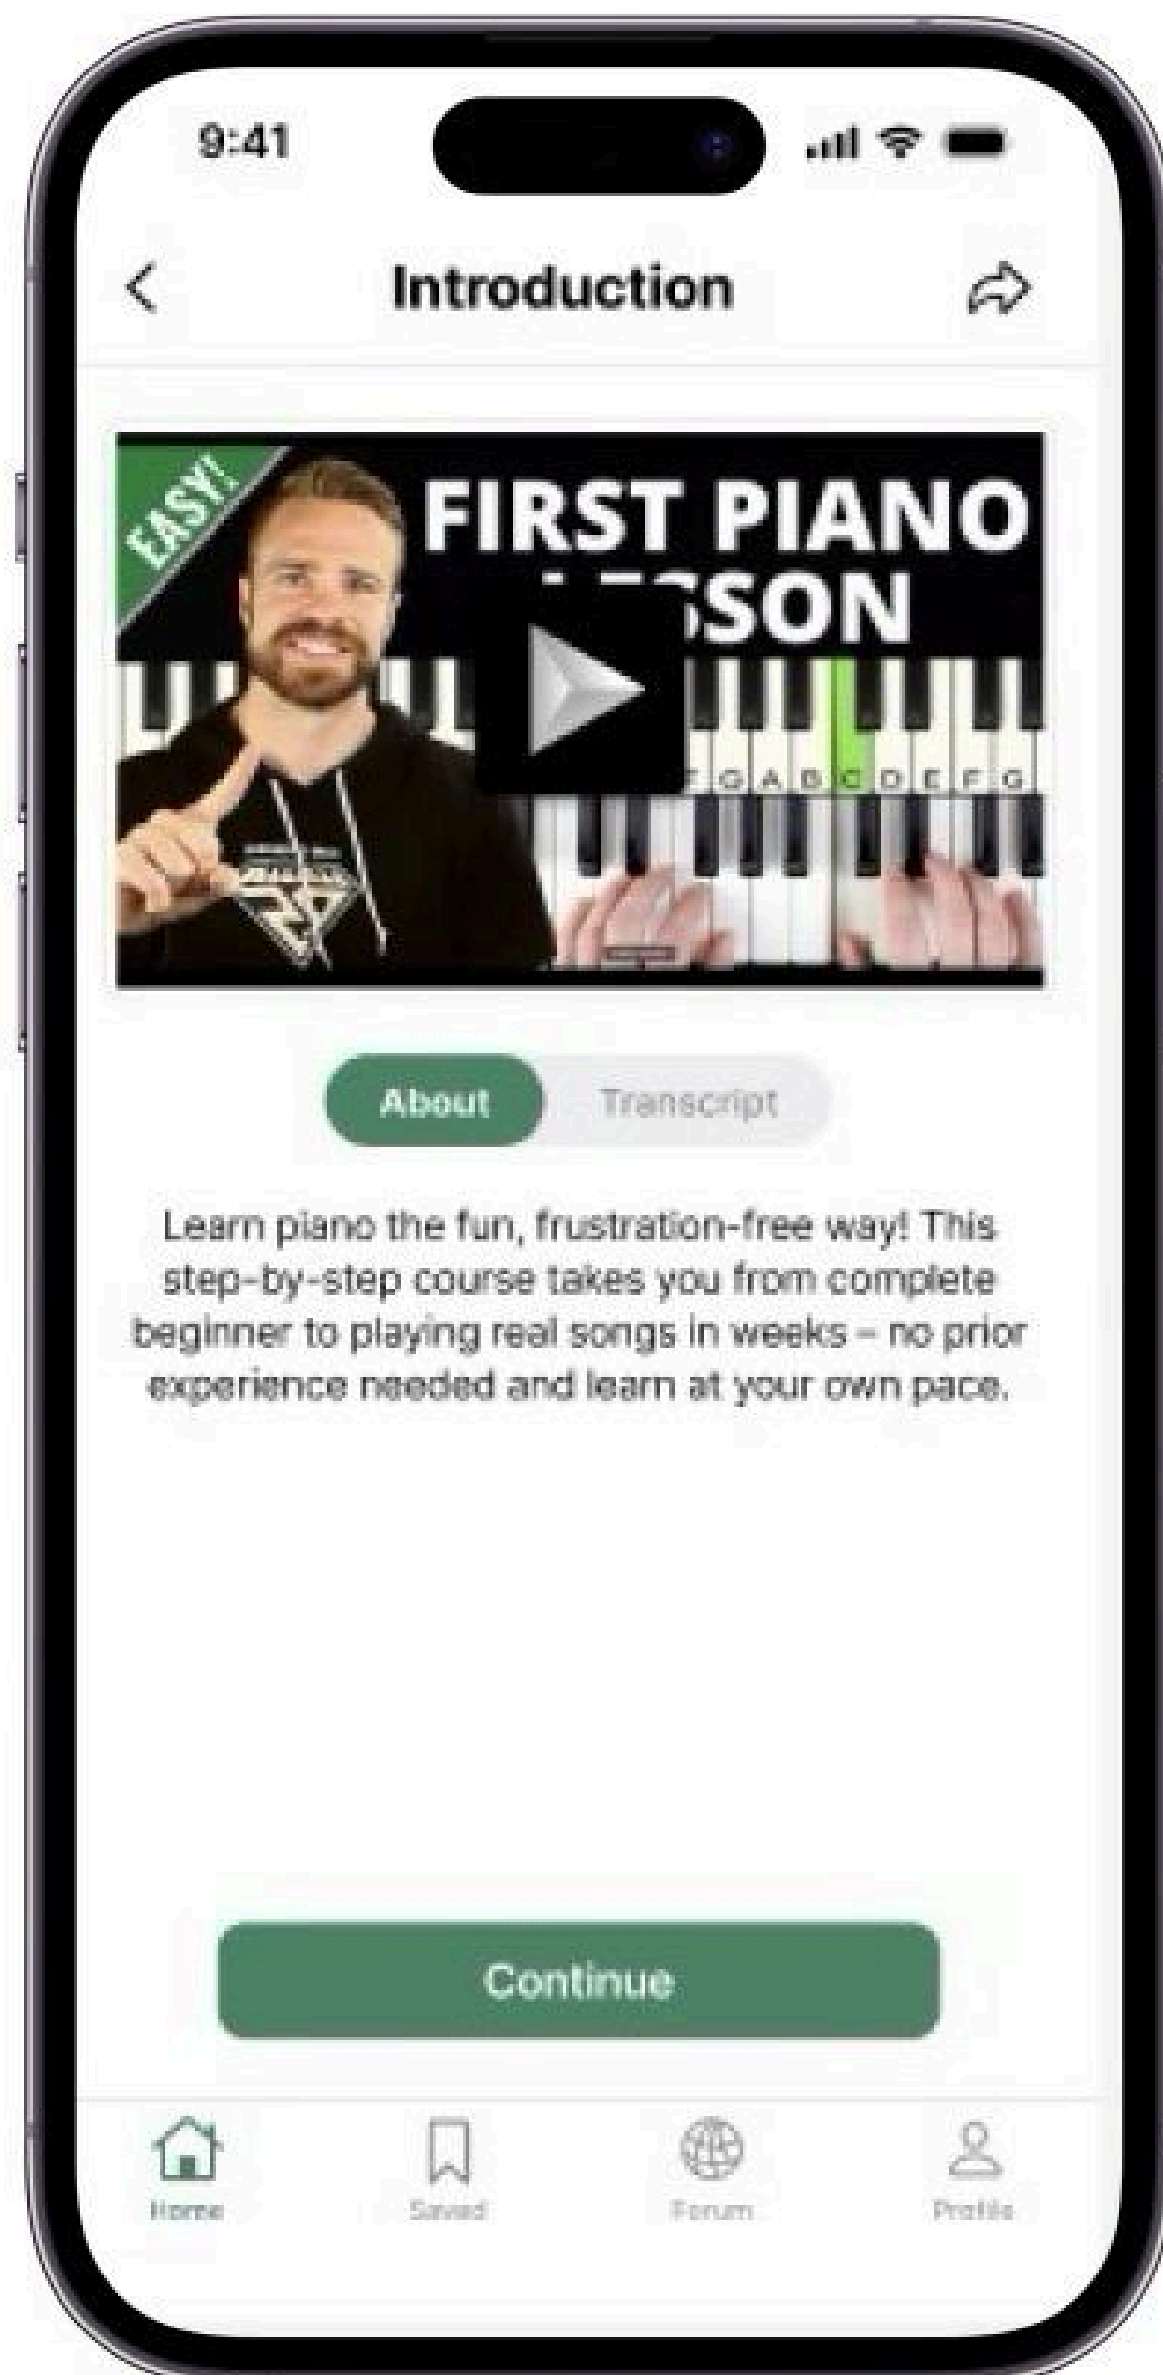 9:41
Introduction
EASY!
FIRST PIANO
SON
F G A B C D E F G
About
Transcript
Learn piano the fun, frustration-free way! This
step-by-step course takes you from complete
beginner to playing real songs in weeks – no prior
experience needed and learn at your own pace.
Continue
Home
Saved
Forum
Profile